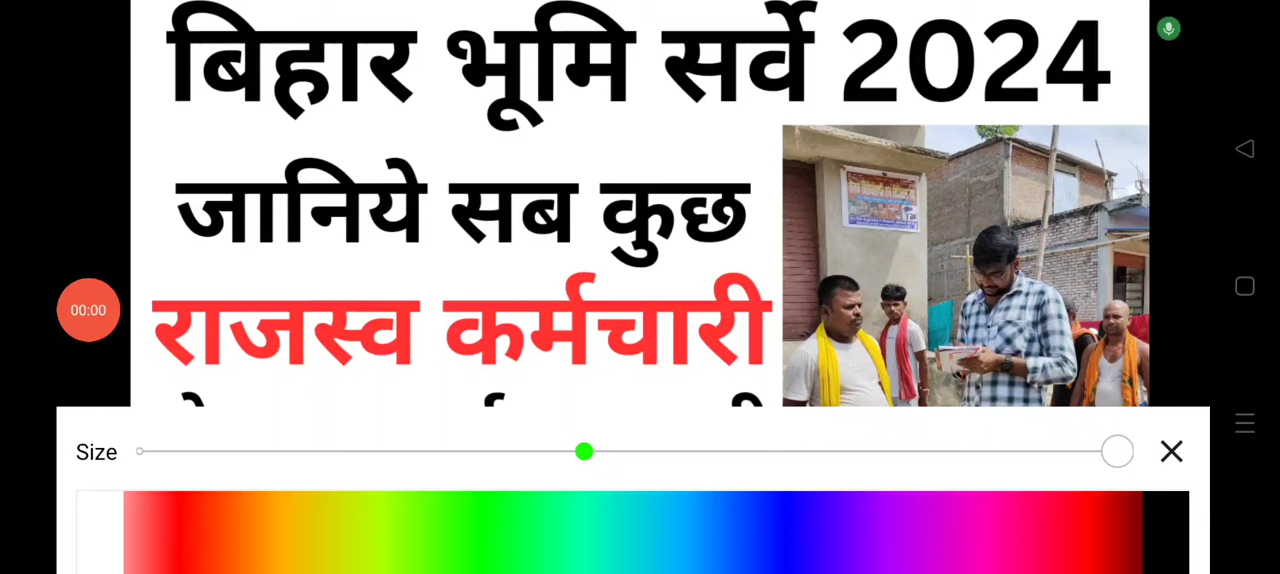 बिहार भूमि सर्वे 2024
जानिये सब कुछ
राजस्व कर्मचारी
00:00
Size